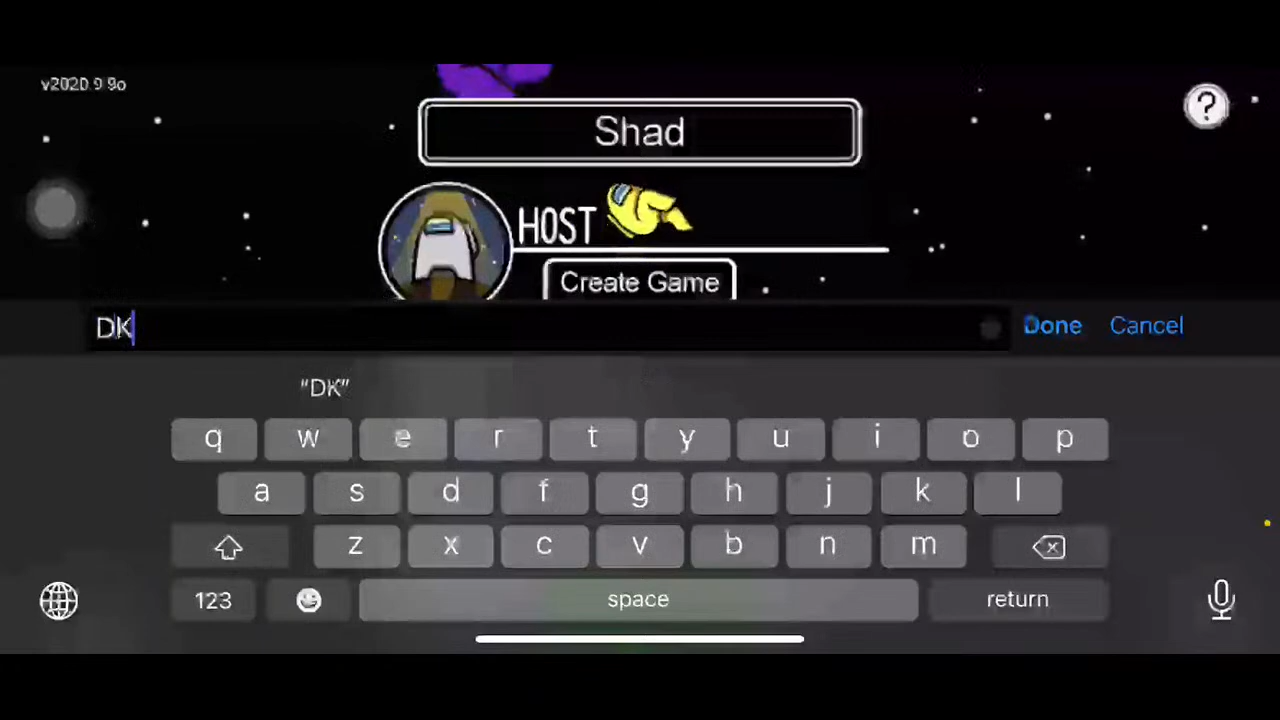 v2020.9.9o
?
Shad
HOST
Create Game
DK
Done
Cancel
“DK”
q w e r t y u i o p
a s d f g h j k l
z x c v b n m
123
space
return